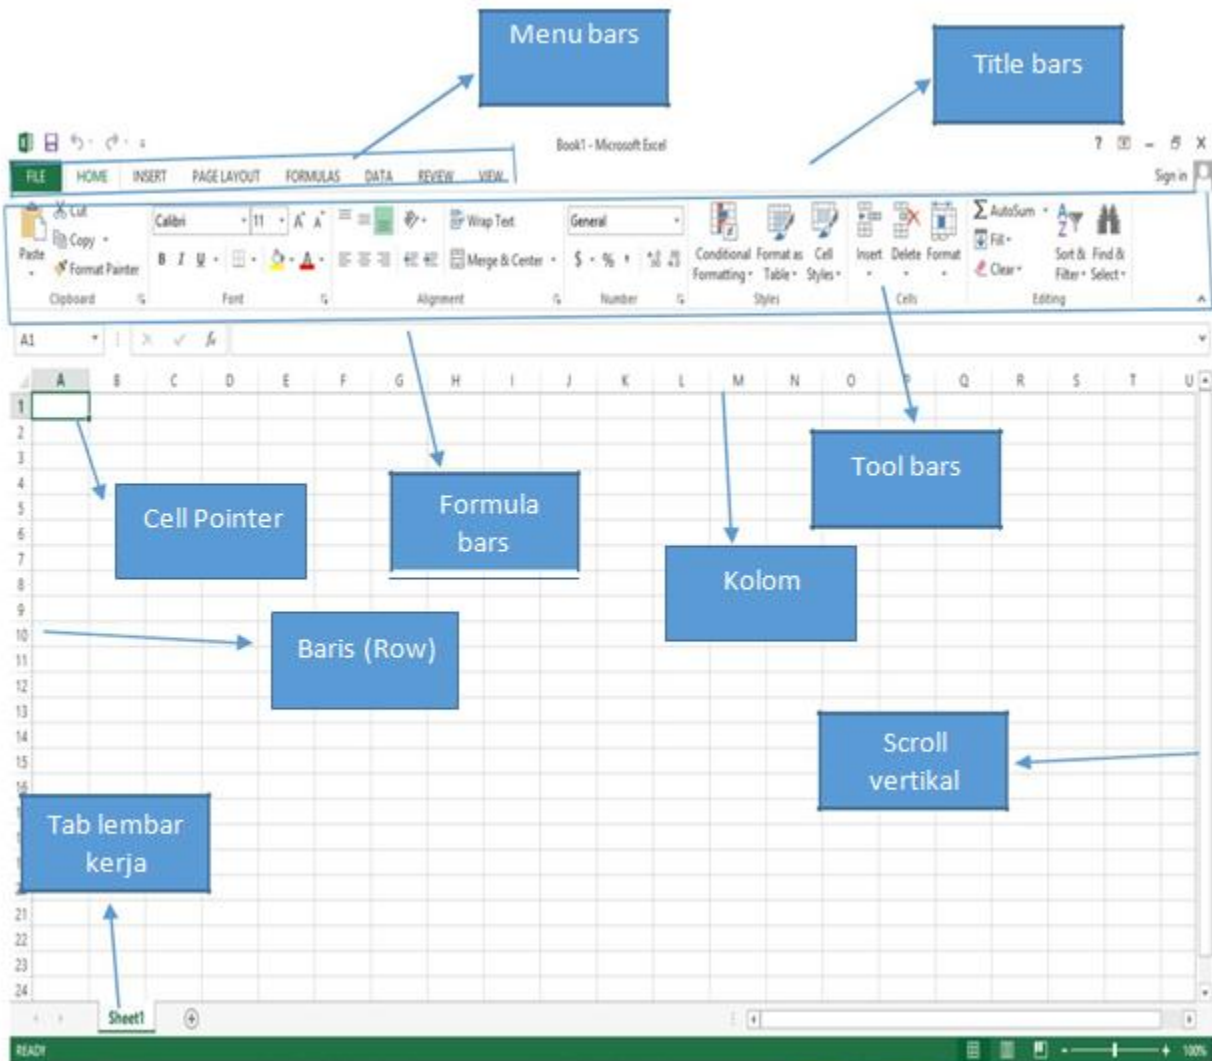 Menu bars
Title bars
Book1 - Microsoft Excel
?
FILE HOME INSERT PAGE LAYOUT FORMULAS DATA REVIEW VIEW
Sign in
Paste
Cut
Copy
Format Painter
Clipboard
Calibri 11 A A
B I U A
Font
Wrap Text
Merge & Center
Alignment
General
$ % ,
Number
Conditional Formatting
Format as Table
Cell Styles
Styles
Insert Delete Format
Cells
AutoSum
Fill
Clear
Sort & Filter
Find & Select
Editing
A1 fx
A B C D E F G H I J K L M N O P Q R S T U
1
2
3
4
5
6
7
8
9
10
11
12
13
14
15
16
21
22
23
24
Cell Pointer
Formula
bars
Tool bars
Kolom
Baris (Row)
Scroll
vertikal
Tab lembar
kerja
Sheet1
READY 100%